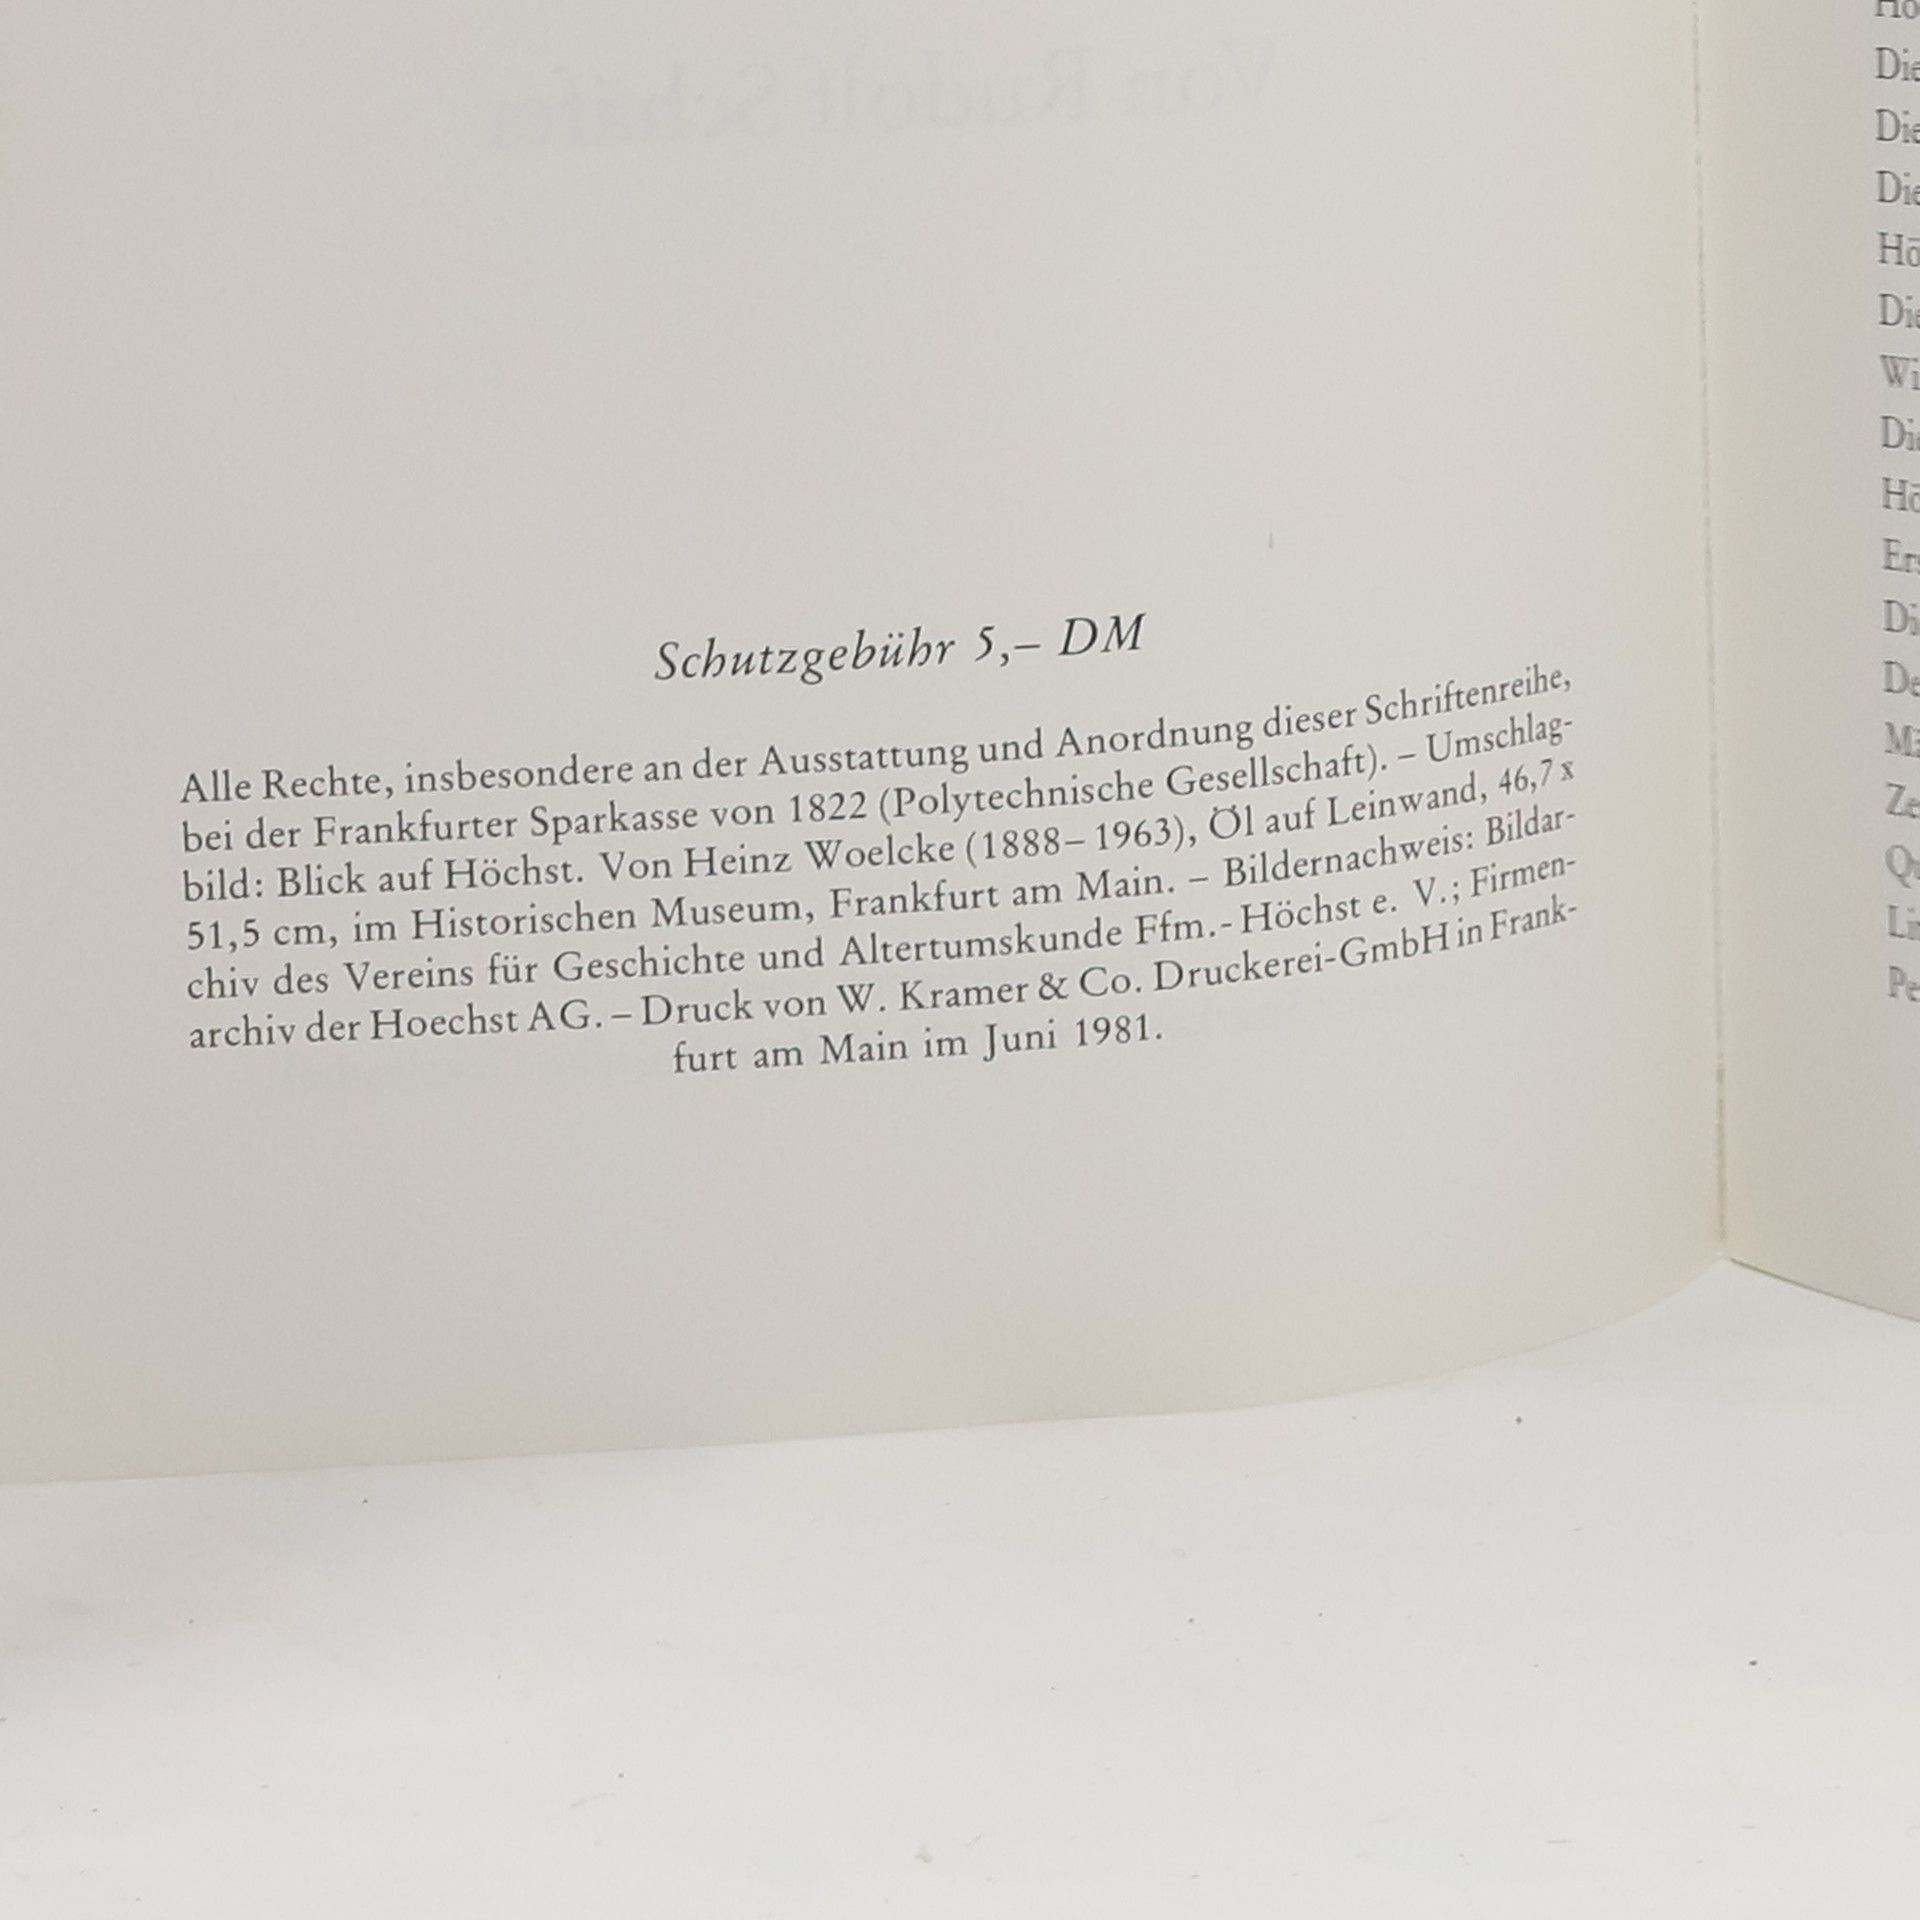 Schutzgebühr 5,– DM
Alle Rechte, insbesondere an der Ausstattung und Anordnung dieser Schriftenreihe,
bei der Frankfurter Sparkasse von 1822 (Polytechnische Gesellschaft). – Umschlag-
bild: Blick auf Höchst. Von Heinz Woelcke (1888–1963), Öl auf Leinwand, 46,7 x
51,5 cm, im Historischen Museum, Frankfurt am Main. – Bildernachweis: Bildar-
chiv des Vereins für Geschichte und Altertumskunde Ffm.-Höchst e. V.; Firmen-
archiv der Hoechst AG. – Druck von W. Kramer & Co. Druckerei-GmbH in Frank-
furt am Main im Juni 1981.